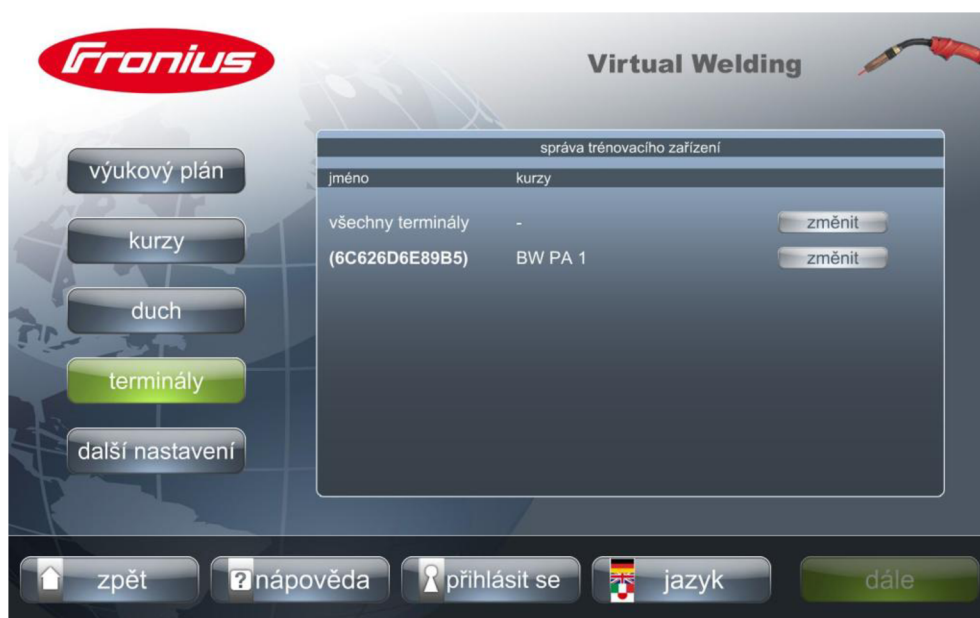 Fronius
Virtual Welding
výukový plán
kurzy
duch
terminály
další nastavení
správa trénovacího zařízení
jméno kurzy
všechny terminály - změnit
(6C626D6E89B5) BW PA 1 změnit
zpět
nápověda
přihlásit se
jazyk
dále